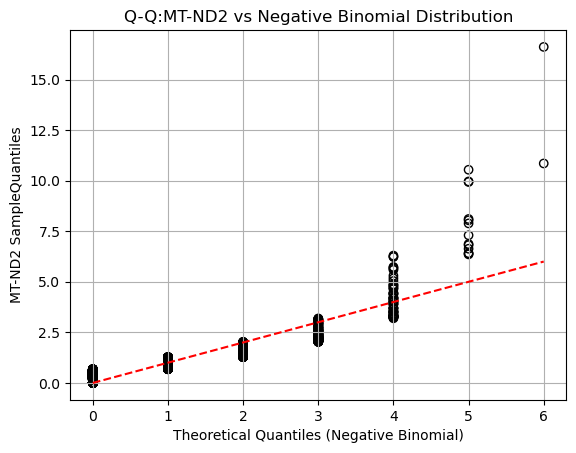 Q-Q:MT-ND2 vs Negative Binomial Distribution
MT-ND2 SampleQuantiles
15.0
12.5
10.0
7.5
5.0
2.5
0.0
0 1 2 3 4 5 6
Theoretical Quantiles (Negative Binomial)